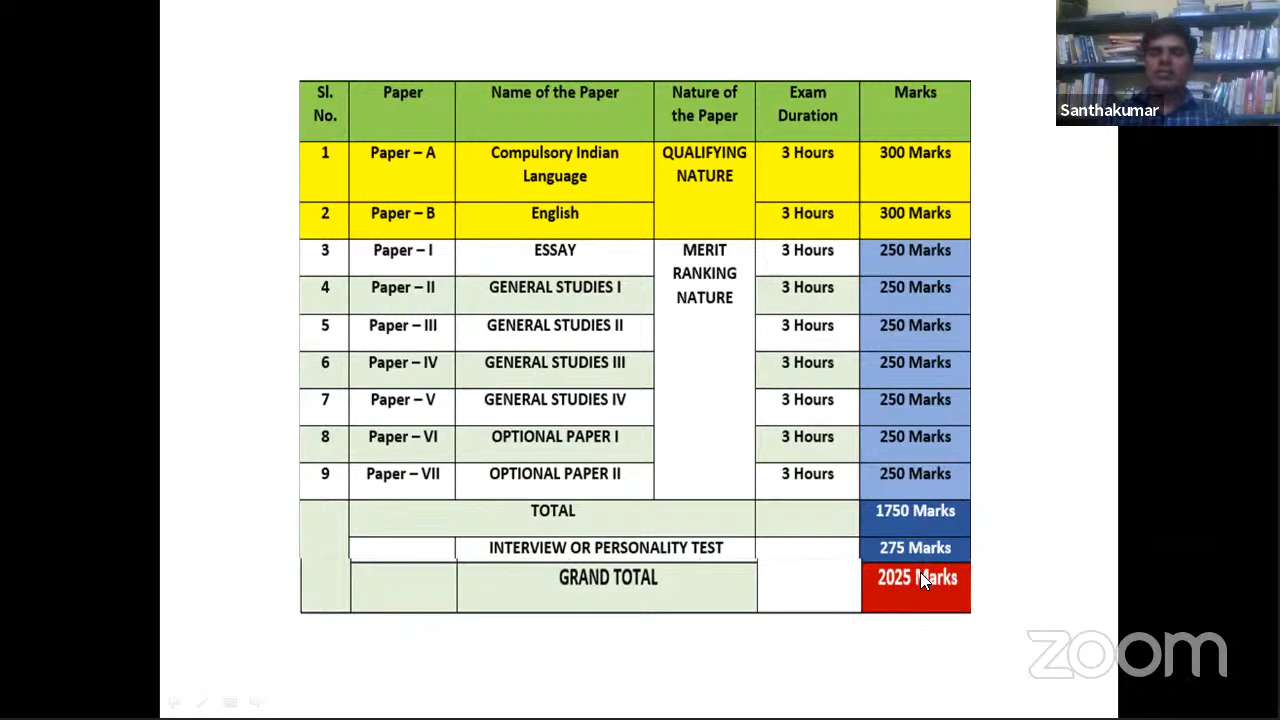 Sl. No. Paper Name of the Paper Nature of the Paper Exam Duration Marks
1 Paper – A Compulsory Indian Language QUALIFYING NATURE 3 Hours 300 Marks
2 Paper – B English 3 Hours 300 Marks
3 Paper – I ESSAY MERIT RANKING NATURE 3 Hours 250 Marks
4 Paper – II GENERAL STUDIES I 3 Hours 250 Marks
5 Paper – III GENERAL STUDIES II 3 Hours 250 Marks
6 Paper – IV GENERAL STUDIES III 3 Hours 250 Marks
7 Paper – V GENERAL STUDIES IV 3 Hours 250 Marks
8 Paper – VI OPTIONAL PAPER I 3 Hours 250 Marks
9 Paper – VII OPTIONAL PAPER II 3 Hours 250 Marks
TOTAL 1750 Marks
INTERVIEW OR PERSONALITY TEST 275 Marks
GRAND TOTAL 2025 Marks
Santhakumar
zoom